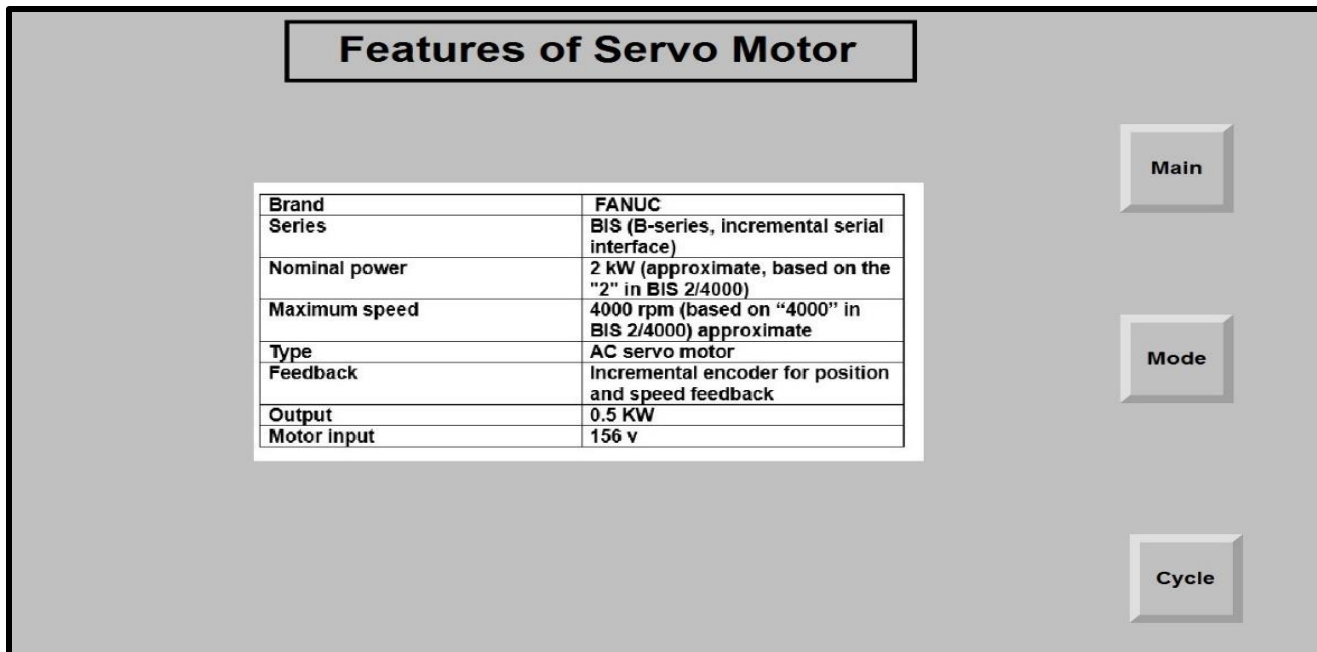 Features of Servo Motor
Main
Brand FANUC
Series BIS (B-series, incremental serial
interface)
Nominal power 2 kW (approximate, based on the
"2" in BIS 2/4000)
Maximum speed 4000 rpm (based on “4000” in
BIS 2/4000) approximate
Type AC servo motor
Feedback Incremental encoder for position
and speed feedback
Output 0.5 KW
Motor input 156 v
Mode
Cycle